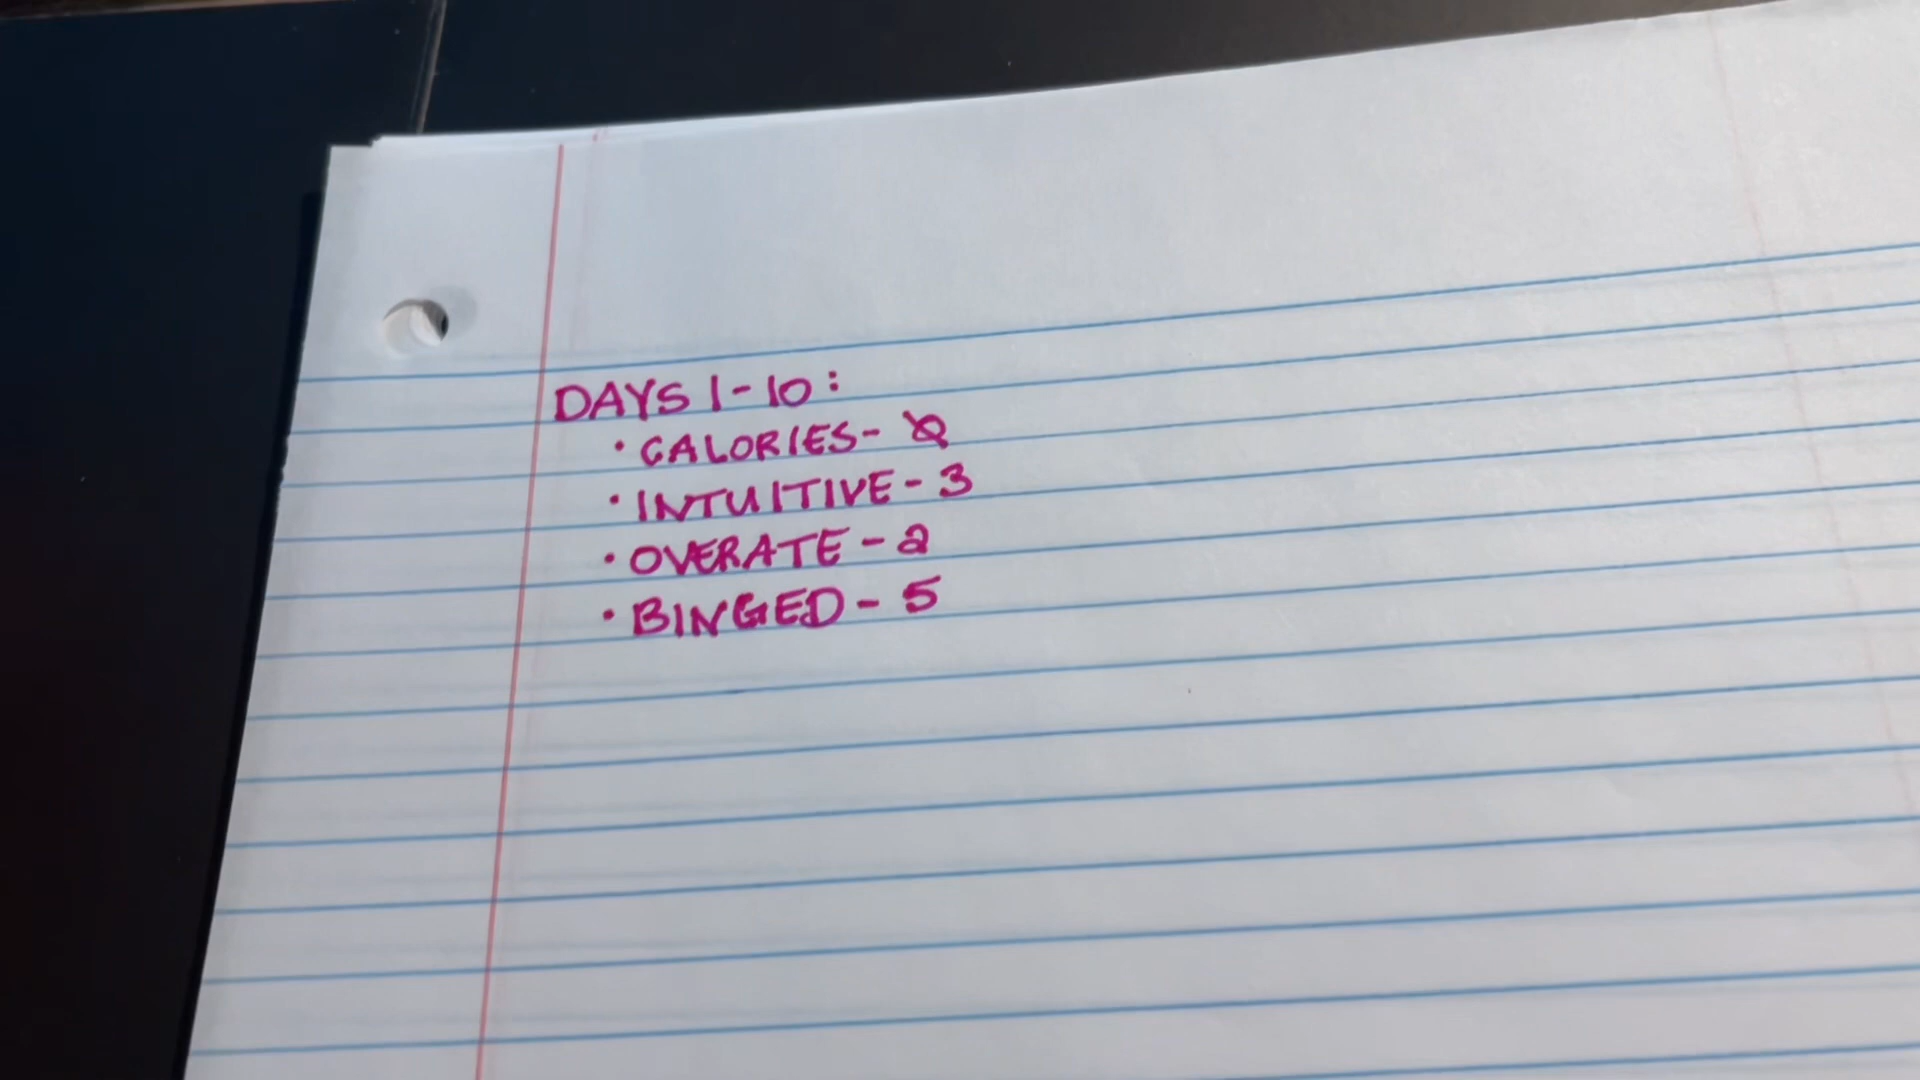 DAYS 1-10:
• CALORIES - 0
• INTUITIVE - 3
• OVERATE - 2
• BINGED - 5